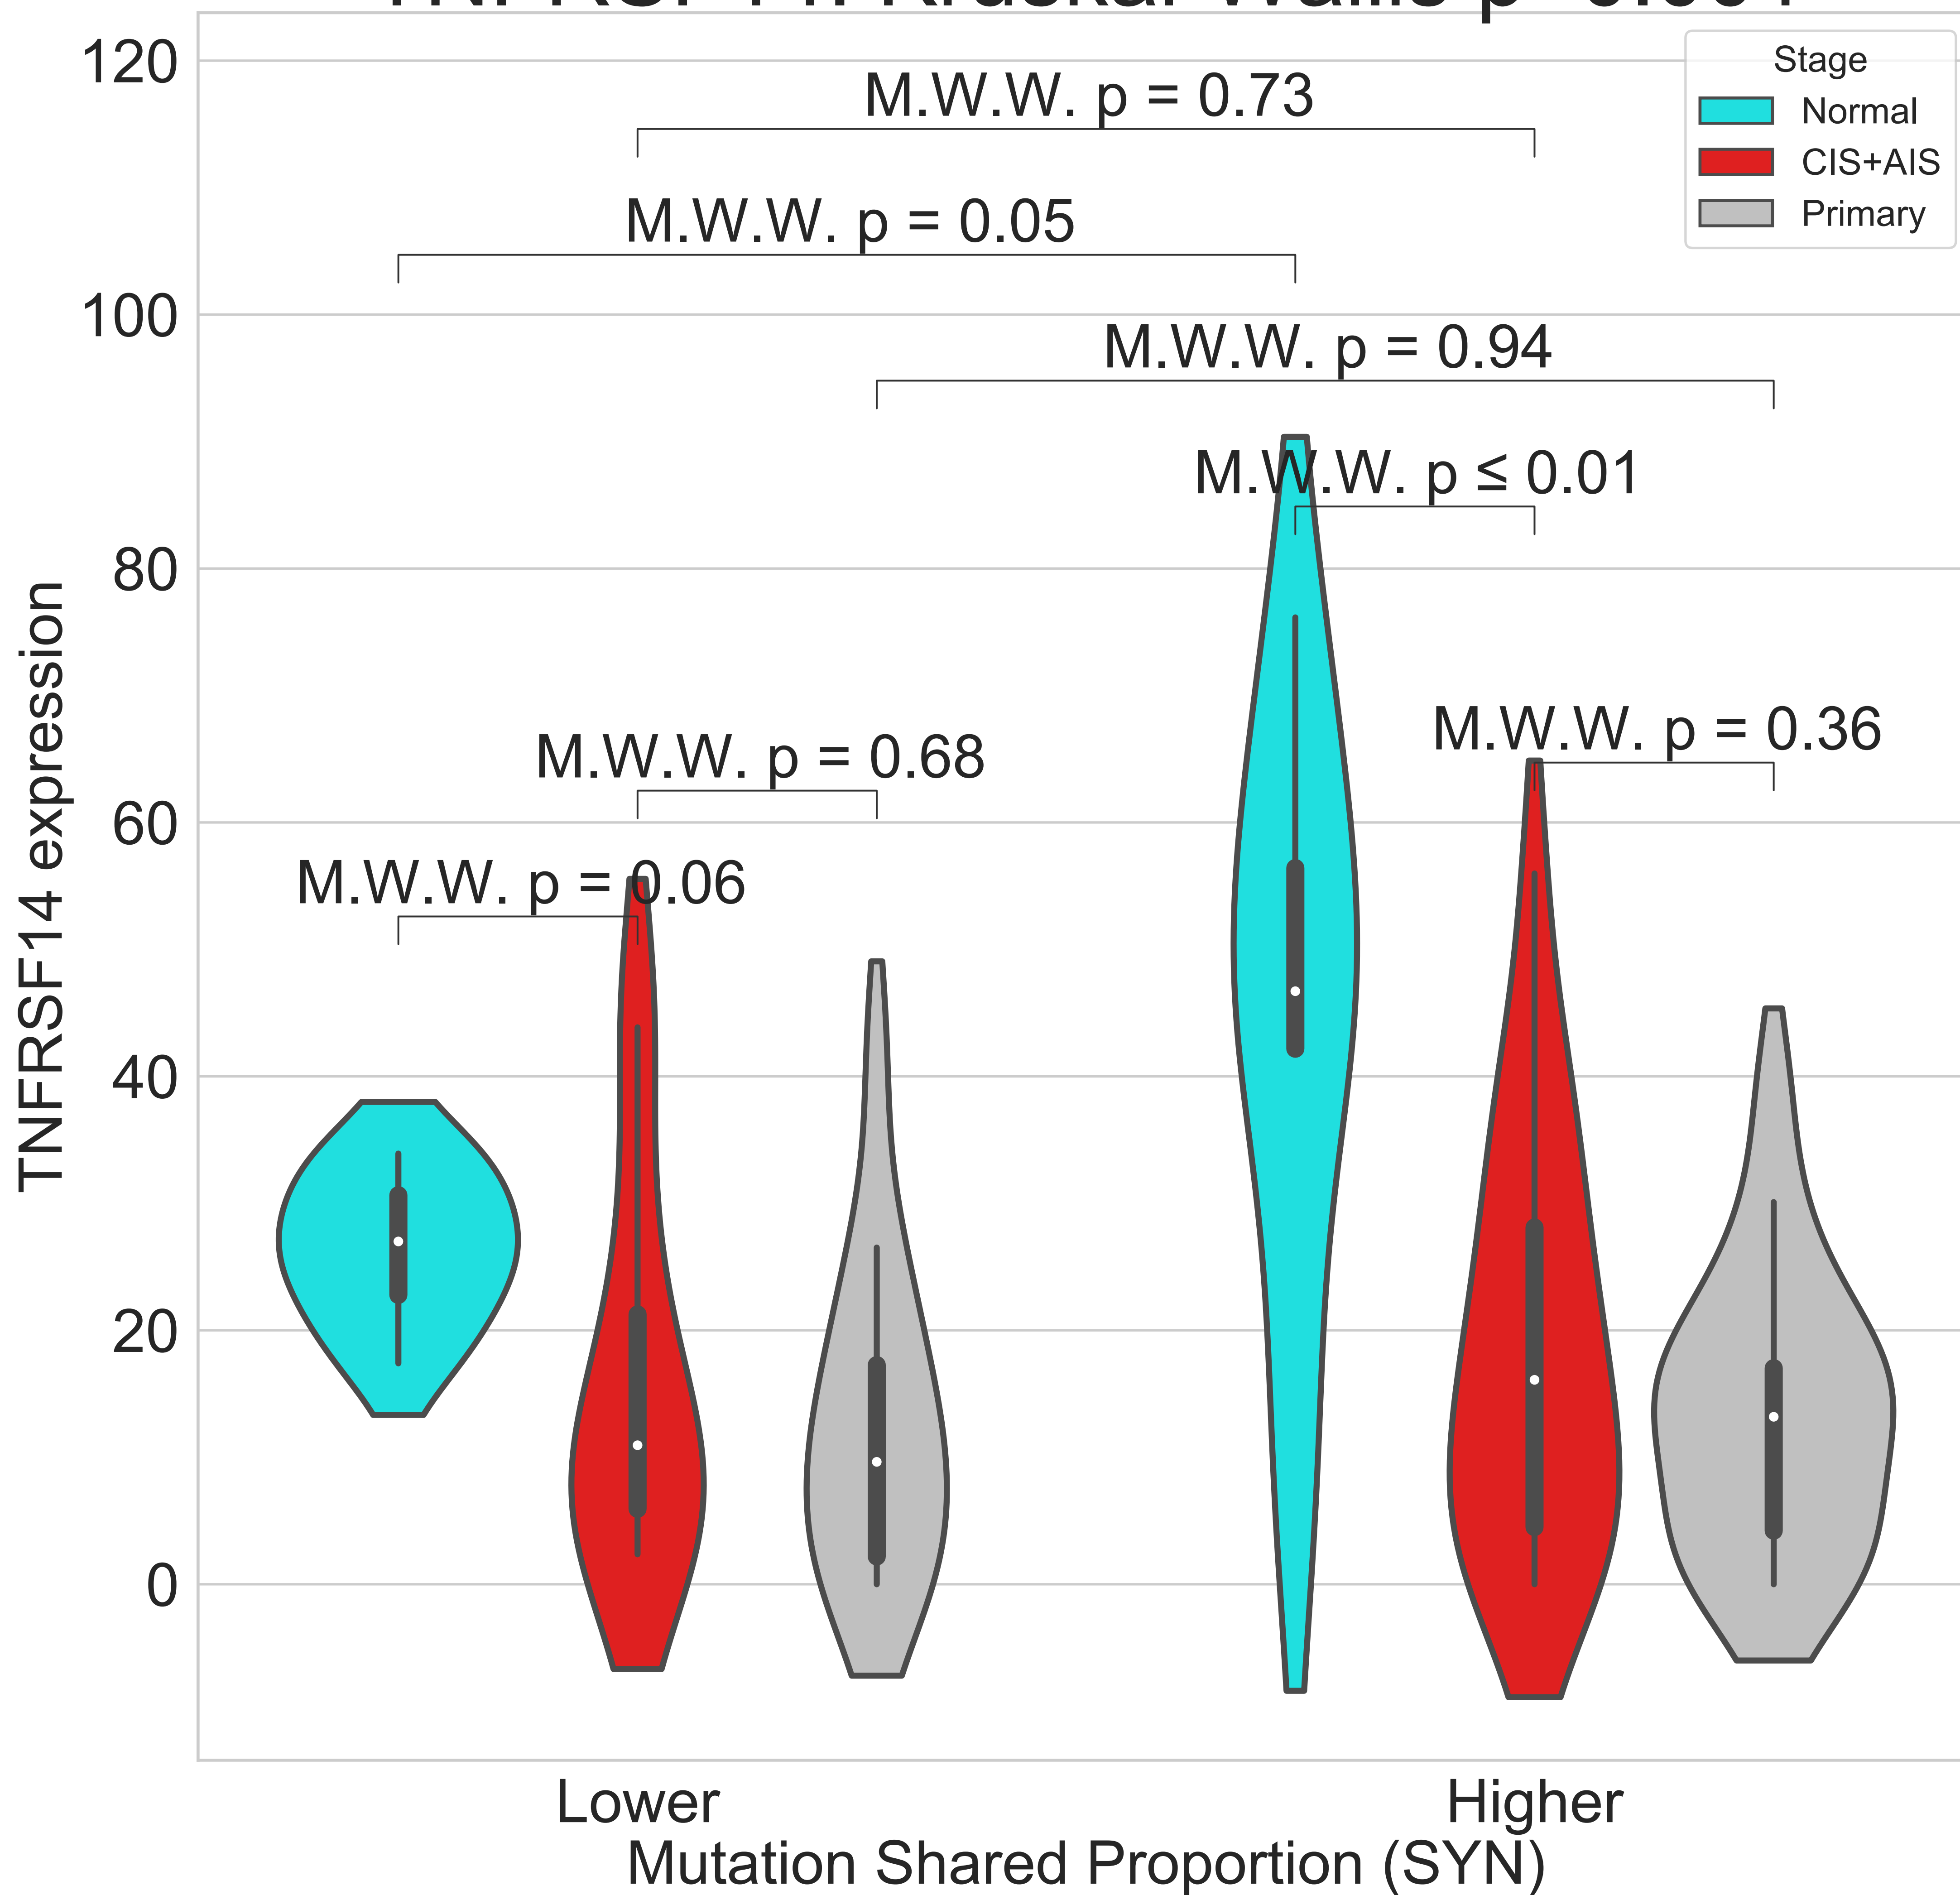 120
100
80
60
40
20
0
TNFRSF14 expression
M.W.W. p = 0.73
M.W.W. p = 0.05
M.W.W. p = 0.94
M.W.W. p ≤ 0.01
M.W.W. p = 0.36
M.W.W. p = 0.68
M.W.W. p = 0.06
Stage
Normal
CIS+AIS
Primary
Lower
Higher
Mutation Shared Proportion (SYN)